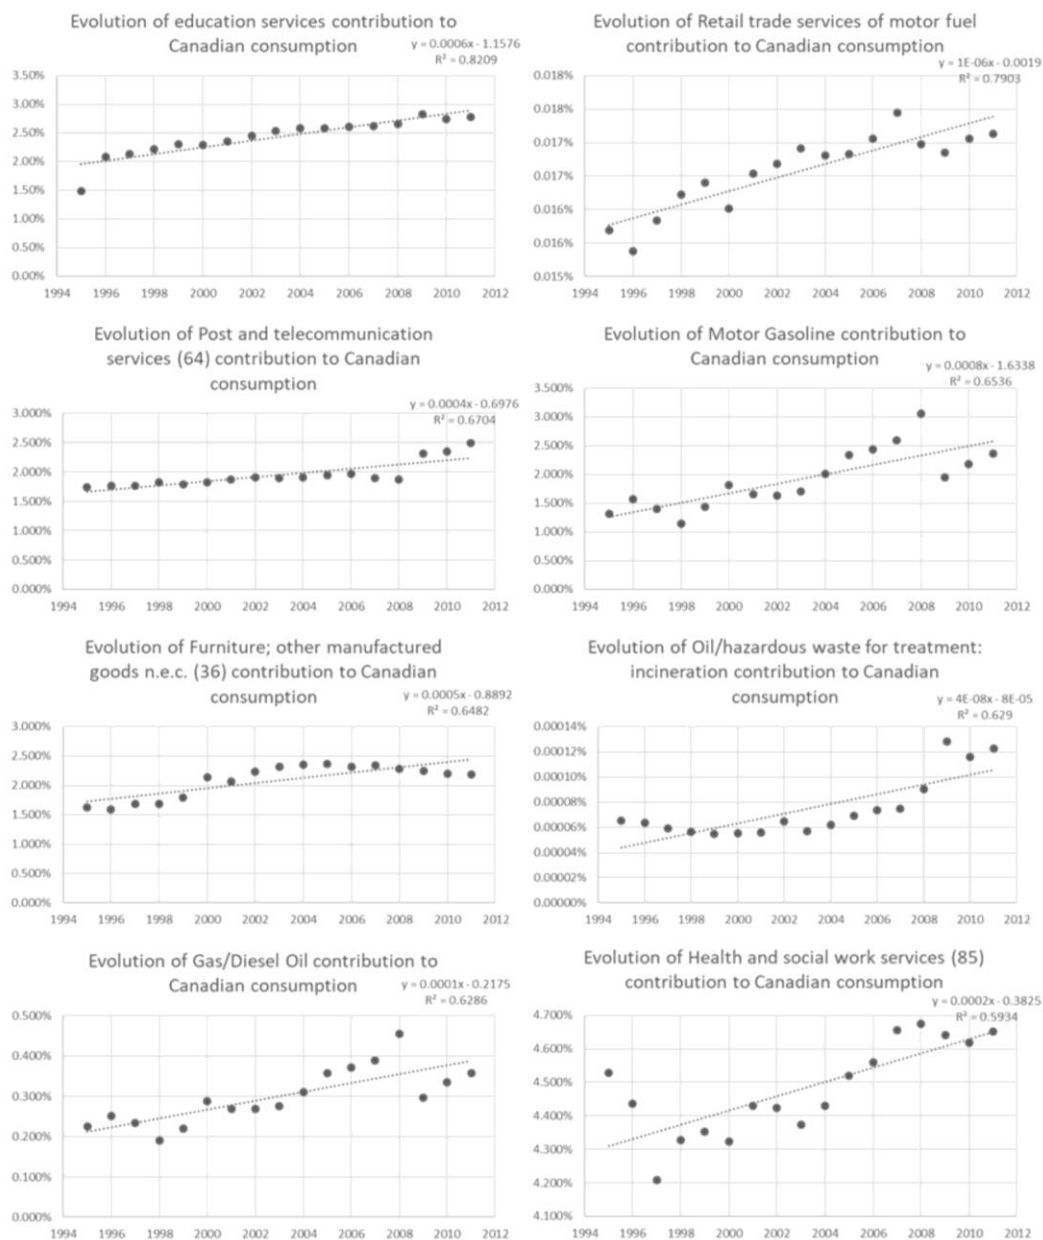 Evolution of education services contribution to
Canadian consumption
y = 0.0006x - 1.1576
R² = 0.8209
3.50%
3.00%
2.50%
2.00%
1.50%
1.00%
0.50%
0.00%
1994 1996 1998 2000 2002 2004 2006 2008 2010 2012
Evolution of Retail trade services of motor fuel
contribution to Canadian consumption
y = 1E-06x - 0.0019
R² = 0.7903
0.018%
0.018%
0.017%
0.017%
0.016%
0.016%
0.015%
1994 1996 1998 2000 2002 2004 2006 2008 2010 2012
Evolution of Post and telecommunication
services (64) contribution to Canadian
consumption
y = 0.0004x - 0.6976
R² = 0.6704
3.000%
2.500%
2.000%
1.500%
1.000%
0.500%
0.000%
1994 1996 1998 2000 2002 2004 2006 2008 2010 2012
Evolution of Motor Gasoline contribution to
Canadian consumption
y = 0.0008x - 1.6338
R² = 0.6536
3.500%
3.000%
2.500%
2.000%
1.500%
1.000%
0.500%
0.000%
1994 1996 1998 2000 2002 2004 2006 2008 2010 2012
Evolution of Furniture; other manufactured
goods n.e.c. (36) contribution to Canadian
consumption
y = 0.0005x - 0.8892
R² = 0.6482
3.000%
2.500%
2.000%
1.500%
1.000%
0.500%
0.000%
1994 1996 1998 2000 2002 2004 2006 2008 2010 2012
Evolution of Oil/hazardous waste for treatment:
incineration contribution to Canadian
consumption
y = 4E-08x - 8E-05
R² = 0.629
0.00014%
0.00012%
0.00010%
0.00008%
0.00006%
0.00004%
0.00002%
0.00000%
1994 1996 1998 2000 2002 2004 2006 2008 2010 2012
Evolution of Gas/Diesel Oil contribution to
Canadian consumption
y = 0.0001x - 0.2175
R² = 0.6286
0.500%
0.400%
0.300%
0.200%
0.100%
0.000%
1994 1996 1998 2000 2002 2004 2006 2008 2010 2012
Evolution of Health and social work services (85)
contribution to Canadian consumption
y = 0.0002x - 0.3825
R² = 0.5934
4.700%
4.600%
4.500%
4.400%
4.300%
4.200%
4.100%
1994 1996 1998 2000 2002 2004 2006 2008 2010 2012